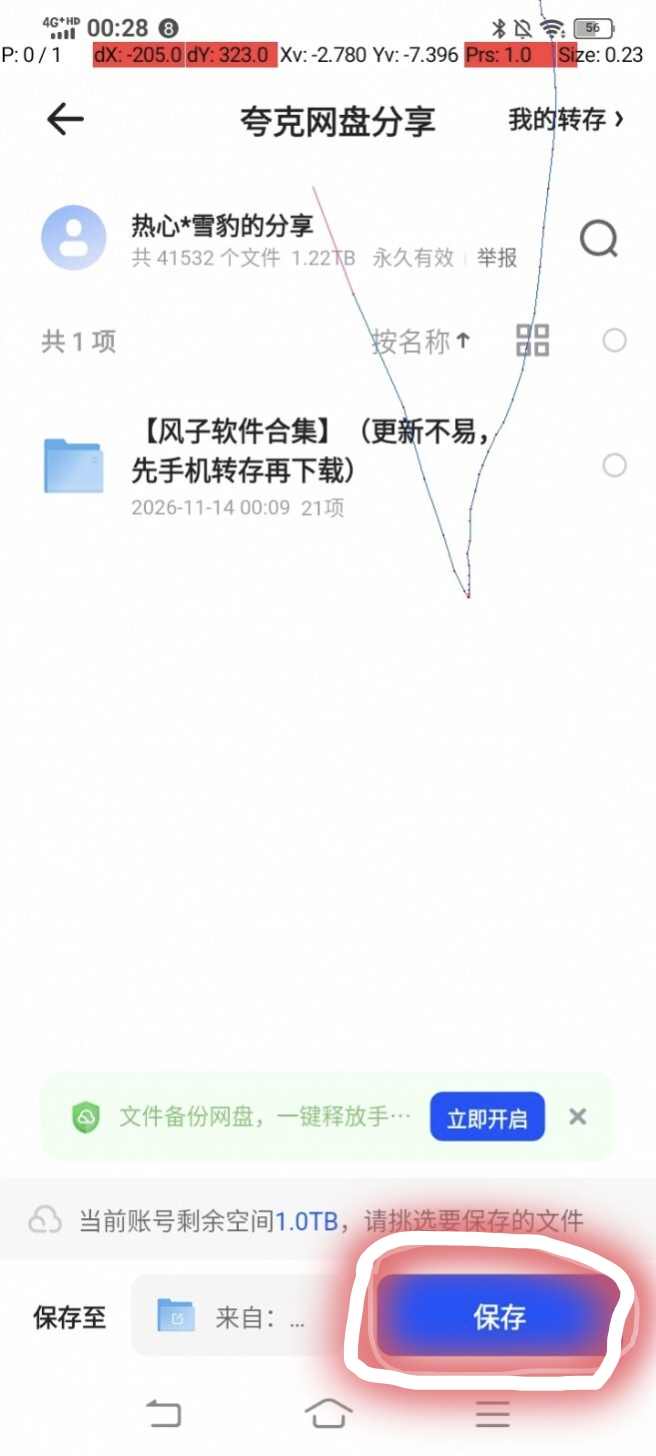 4G+HD 00:28 8 56
P: 0 / 1 dX: -205.0 dY: 323.0 Xv: -2.780 Yv: -7.396 Prs: 1.0 Size: 0.23
夸克网盘分享 我的转存 ›
热心*雪豹的分享
共 41532 个文件 1.22TB 永久有效 | 举报
共 1 项 按名称↑
【风子软件合集】（更新不易，
先手机转存再下载）
2026-11-14 00:09 21项
文件备份网盘，一键释放手… 立即开启 ×
当前账号剩余空间1.0TB，请挑选要保存的文件
保存至 来自：... 保存